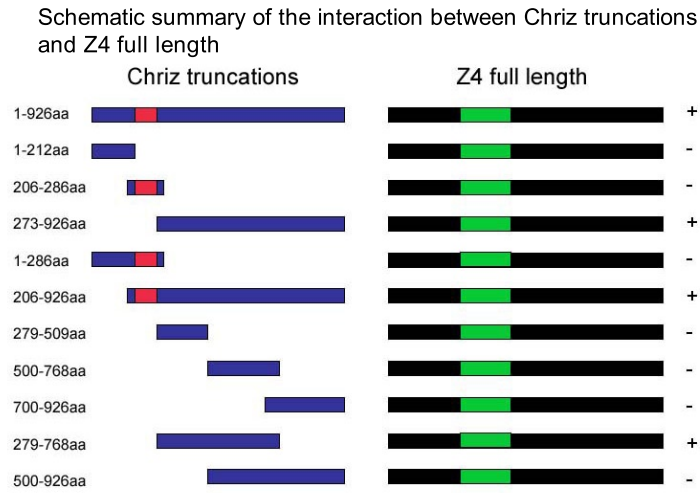 Schematic summary of the interaction between Chriz truncations
and Z4 full length
Chriz truncations Z4 full length
1-926aa +
1-212aa -
206-286aa -
273-926aa +
1-286aa -
206-926aa +
279-509aa -
500-768aa -
700-926aa -
279-768aa +
500-926aa -